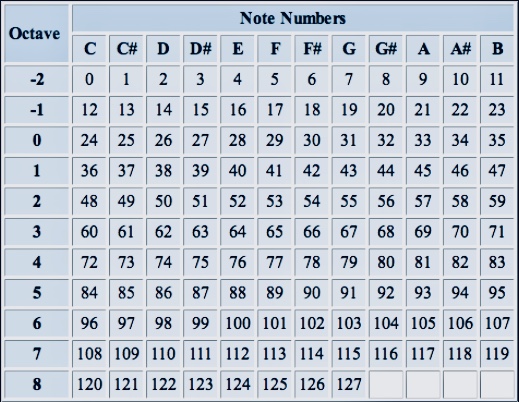 Octave Note Numbers
C C# D D# E F F# G G# A A# B
-2 0 1 2 3 4 5 6 7 8 9 10 11
-1 12 13 14 15 16 17 18 19 20 21 22 23
0 24 25 26 27 28 29 30 31 32 33 34 35
1 36 37 38 39 40 41 42 43 44 45 46 47
2 48 49 50 51 52 53 54 55 56 57 58 59
3 60 61 62 63 64 65 66 67 68 69 70 71
4 72 73 74 75 76 77 78 79 80 81 82 83
5 84 85 86 87 88 89 90 91 92 93 94 95
6 96 97 98 99 100 101 102 103 104 105 106 107
7 108 109 110 111 112 113 114 115 116 117 118 119
8 120 121 122 123 124 125 126 127